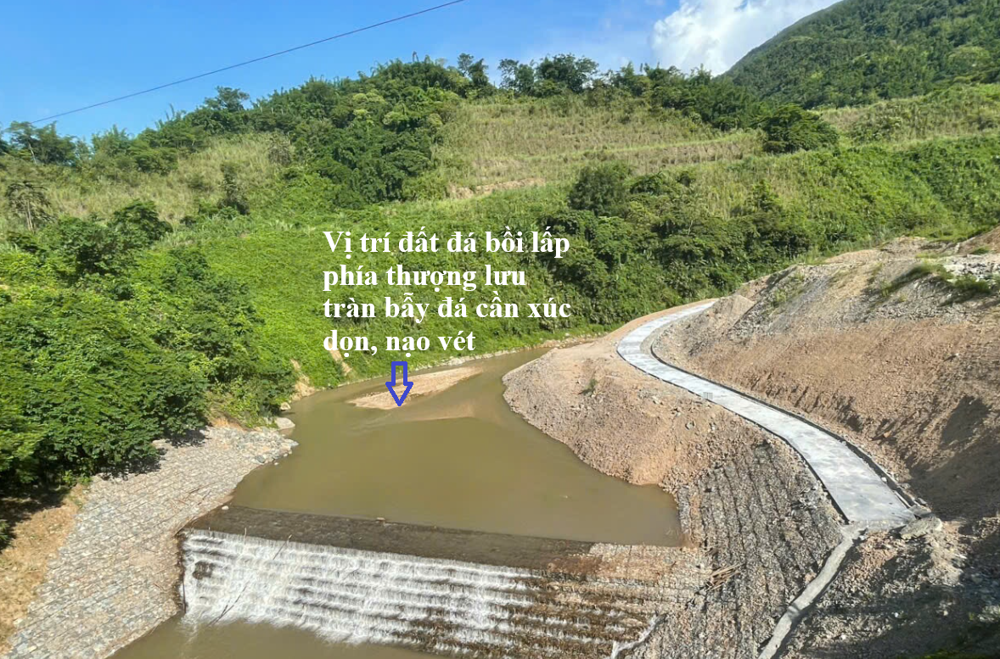 Vị trí đất đá bồi lấp
phía thượng lưu
tràn bẫy đá cần xúc
dọn, nạo vét